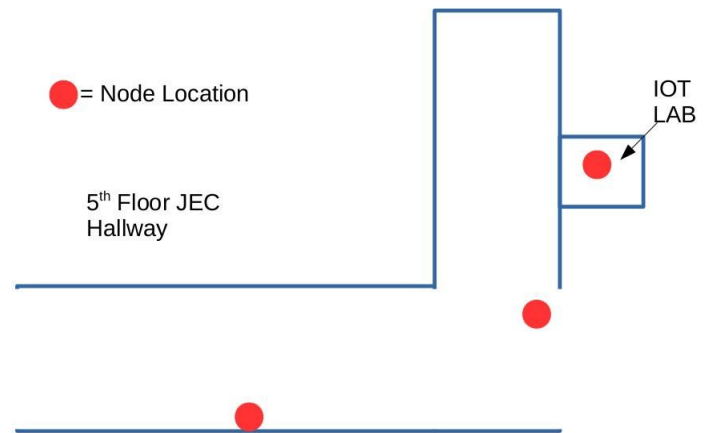 = Node Location
IOT
LAB
5th Floor JEC
Hallway